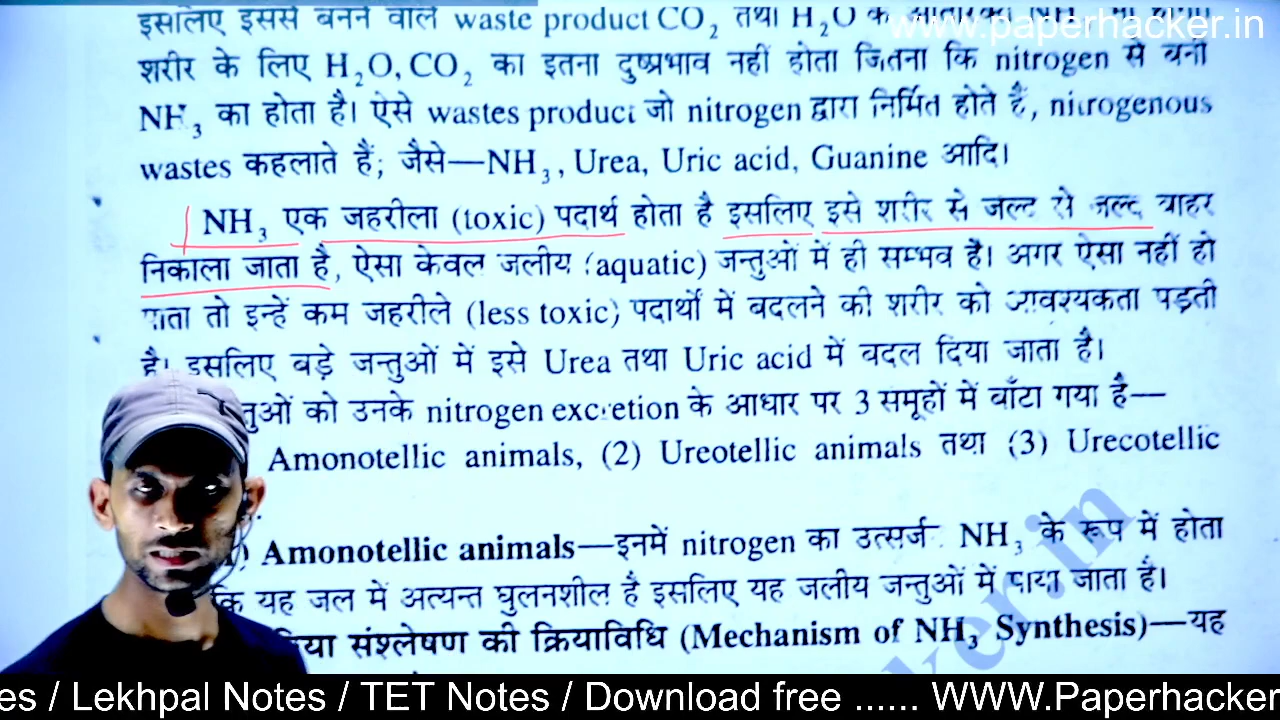 www.paperhacker.in
इसलिए इससे बनने वाले waste product CO₂ तथा H₂O के
शरीर के लिए H₂O, CO₂ का इतना दुष्प्रभाव नहीं होता जितना कि nitrogen से बनी
NH₃ का होता है। ऐसे wastes product जो nitrogen द्वारा निर्मित होते हैं, nitrogenous
wastes कहलाते हैं; जैसे—NH₃, Urea, Uric acid, Guanine आदि।
NH₃ एक जहरीला (toxic) पदार्थ होता है इसलिए इसे शरीर से जल्द से जल्द बाहर
निकाला जाता है, ऐसा केवल जलीय (aquatic) जन्तुओं में ही सम्भव है। अगर ऐसा नहीं हो
पाता तो इन्हें कम जहरीले (less toxic) पदार्थों में बदलने की शरीर को आवश्यकता पड़ती
है। इसलिए बड़े जन्तुओं में इसे Urea तथा Uric acid में बदल दिया जाता है।
तुओं को उनके nitrogen excretion के आधार पर 3 समूहों में बाँटा गया है—
Amonotellic animals, (2) Ureotellic animals तथा (3) Urecotellic
) Amonotellic animals—इनमें nitrogen का उत्सर्जन NH₃ के रूप में होता
कि यह जल में अत्यन्त घुलनशील है इसलिए यह जलीय जन्तुओं में पाया जाता है।
संश्लेषण की क्रियाविधि (Mechanism of NH₃ Synthesis)—यह
ker.in
es / Lekhpal Notes / TET Notes / Download free ...... WWW.Paperhacker